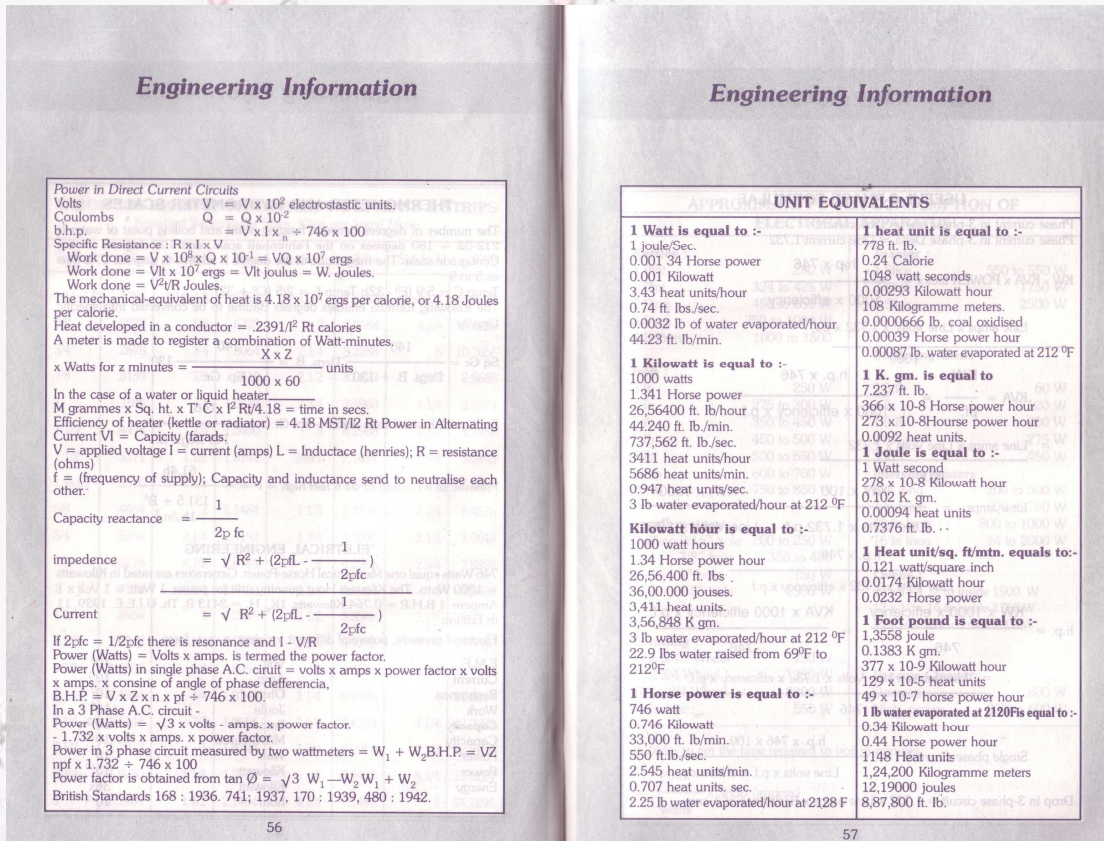 Engineering Information
Power in Direct Current Circuits
Volts V = V x 10² electro-stastic units.
Coulombs Q = Q x 10⁻²
b.h.p. = V x I x n ÷ 746 x 100
Specific Resistance : R x I x V
Work done = V x 10⁸ x Q x 10⁻¹ = VQ x 10⁷ ergs
Work done = VIt x 10⁷ ergs = VIt joulus = W. Joules.
Work done = V²t/R Joules.
The mechanical-equivalent of heat is 4.18 x 10⁷ ergs per calorie, or 4.18 Joules
per calorie.
Heat developed in a conductor = .2391/I² Rt calories
A meter is made to register a combination of Watt-minutes.
x Watts for z minutes = X x Z / 1000 x 60 units
In the case of a water or liquid heater
M grammes x Sq. ht. x T' C x I² Rt/4.18 = time in secs.
Efficiency of heater (kettle or radiator) = 4.18 MST/I2 Rt Power in Alternating
Current VI = Capicity (farads.
V = applied voltage I = current (amps) L = Inductace (henries); R = resistance
(ohms)
f = (frequency of supply); Capacity and inductance send to neutralise each
other.
Capacity reactance = 1 / 2p fc
impedence = √ R² + (2pfL - 1 / 2pfc )
Current = √ R² + (2pfL - 1 / 2pfc )
If 2pfc = 1/2pfc there is resonance and I - V/R
Power (Watts) = Volts x amps. is termed the power factor.
Power (Watts) in single phase A.C. ciruit = volts x amps x power factor x volts
x amps. x consine of angle of phase defferencia,
B.H.P. = V x Z x n x pf ÷ 746 x 100.
In a 3 Phase A.C. circuit -
Power (Watts) = √3 x volts - amps. x power factor.
- 1.732 x volts x amps. x power factor.
Power in 3 phase circuit measured by two wattmeters = W₁ + W₂B.H.P. = VZ
npf x 1.732 ÷ 746 x 100
Power factor is obtained from tan Ø = √3 W₁ —W₂ W₁ + W₂
British Standards 168 : 1936. 741: 1937, 170 : 1939, 480 : 1942.
56
Engineering Information
UNIT EQUIVALENTS
1 Watt is equal to :-
1 joule/Sec.
0.001 34 Horse power
0.001 Kilowatt
3.43 heat units/hour
0.74 ft. lbs./sec.
0.0032 lb of water evaporated/hour
44.23 ft. lb/min.
1 Kilowatt is equal to :-
1000 watts
1.341 Horse power
26,56400 ft. lb/hour
44.240 ft. lb./min.
737,562 ft. lb./sec.
3411 heat units/hour
5686 heat units/min.
0.947 heat units/sec.
3 lb water evaporated/hour at 212 ⁰F
Kilowatt hour is equal to :-
1000 watt hours
1.34 Horse power hour
26,56.400 ft. lbs
36,00.000 jouses.
3,411 heat units.
3,56,848 K gm.
3 lb water evaporated/hour at 212 ⁰F
22.9 lbs water raised from 69⁰F to
212⁰F
1 Horse power is equal to :-
746 watt
0.746 Kilowatt
33,000 ft. lb/min.
550 ft.lb./sec.
2.545 heat units/min.
0.707 heat units. sec.
2.25 lb water evaporated/hour at 2128 F
1 heat unit is equal to :-
778 ft. lb.
0.24 Calorie
1048 watt seconds
0.00293 Kilowatt hour
108 Kilogramme meters.
0.0000666 lb. coal oxidised
0.00039 Horse power hour
0.00087 lb. water evaporated at 212 ⁰F
1 K. gm. is equal to
7.237 ft. lb.
366 x 10-8 Horse power hour
273 x 10-8Hourse power hour
0.0092 heat units.
1 Joule is equal to :-
1 Watt second
278 x 10-8 Kilowatt hour
0.102 K. gm.
0.00094 heat units
0.7376 ft. lb.
1 Heat unit/sq. ft/mtn. equals to:-
0.121 watt/square inch
0.0174 Kilowatt hour
0.0232 Horse power
1 Foot pound is equal to :-
1,3558 joule
0.1383 K gm.
377 x 10-9 Kilowatt hour
129 x 10-5 heat units
49 x 10-7 horse power hour
1 lb water evaporated at 2120Fis equal to :-
0.34 Kilowatt hour
0.44 Horse power hour
1148 Heat units
1,24,200 Kilogramme meters
12,19000 joules
8,87,800 ft. lb.
57